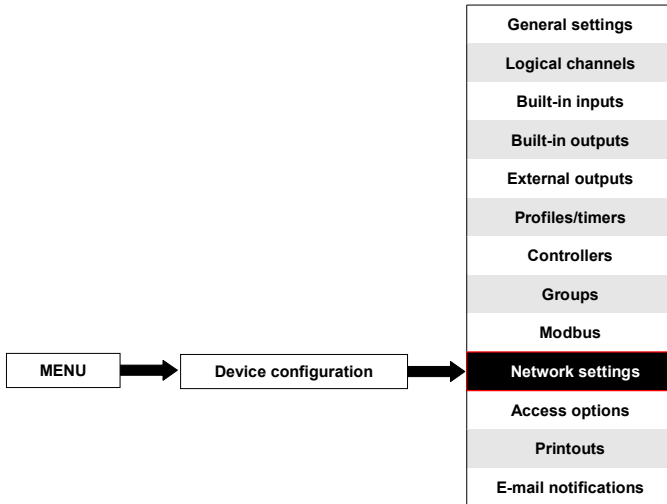 General settings
Logical channels
Built-in inputs
Built-in outputs
External outputs
Profiles/timers
Controllers
Groups
Modbus
MENU
Device configuration
Network settings
Access options
Printouts
E-mail notifications